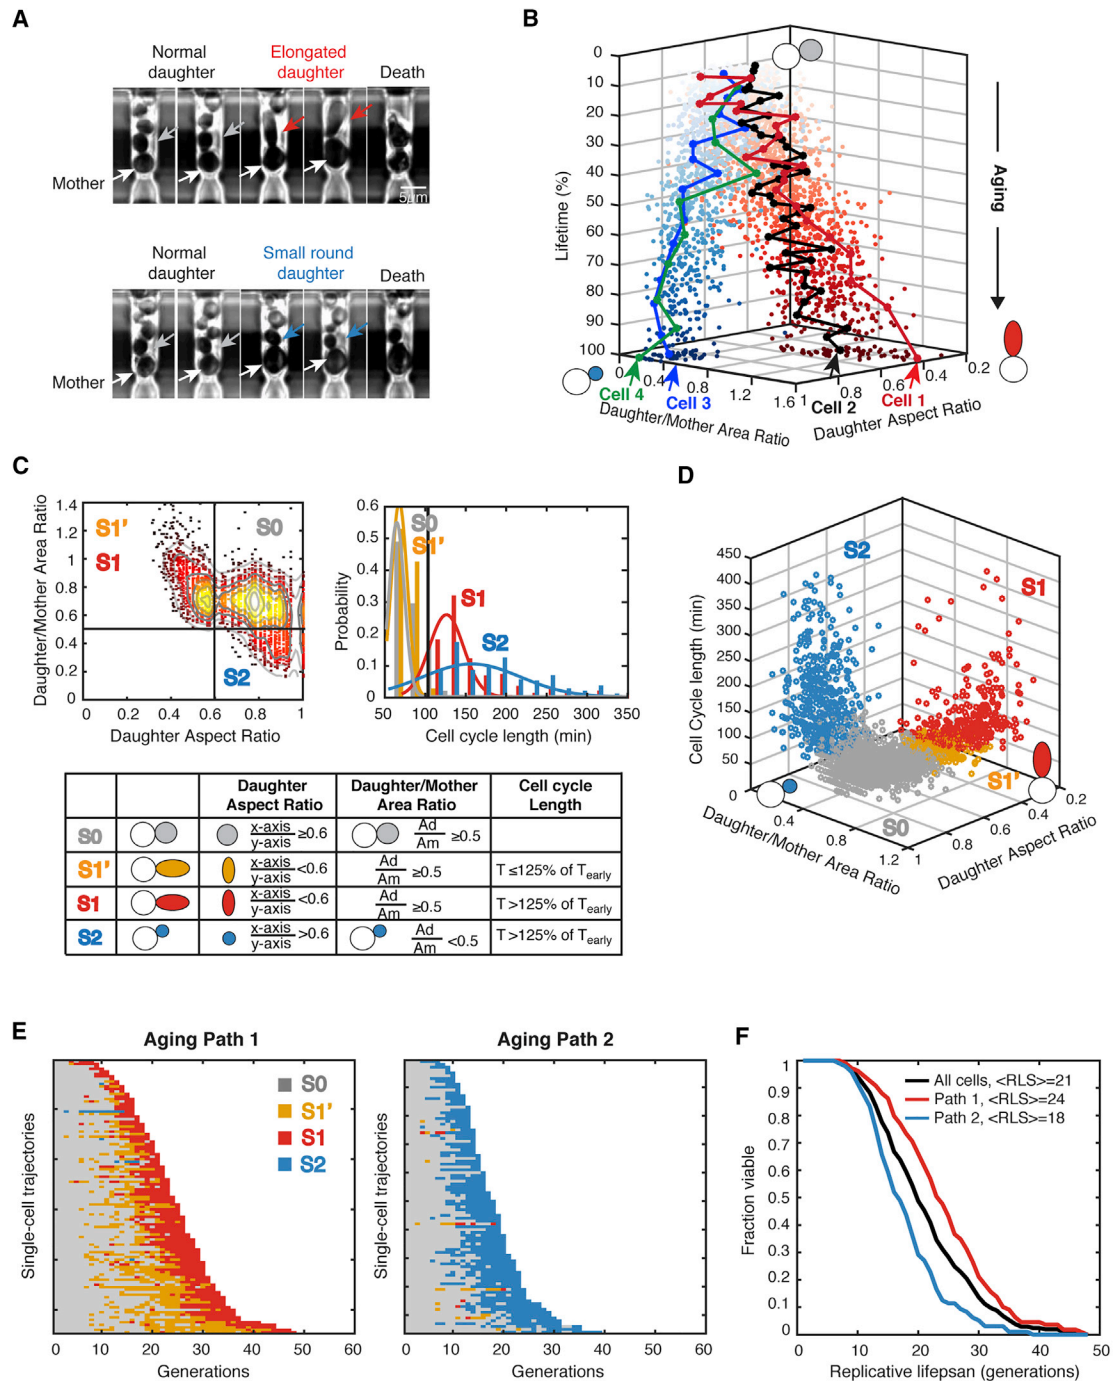 A
Normal
daughter
Elongated
daughter
Death
Mother
5μm
Normal
daughter
Small round
daughter
Death
Mother
B
0
10
20
30
40
50
60
70
80
90
100
Lifetime (%)
Aging
0
0.4
0.8
1.2
1.6
1
0.8
0.6
0.4
0.2
Cell 4
Cell 3
Cell 2
Cell 1
Daughter/Mother Area Ratio
Daughter Aspect Ratio
C
1.4
1.2
1
0.8
0.6
0.4
0.2
0
S1'
S0
S1
S2
0
0.2
0.4
0.6
0.8
1
Daughter/Mother Area Ratio
Daughter Aspect Ratio
0.6
0.5
0.4
0.3
0.2
0.1
0
S0
S1'
S1
S2
50
100
150
200
250
300
350
Probability
Cell cycle length (min)
Daughter
Aspect Ratio
Daughter/Mother
Area Ratio
Cell cycle
Length
S0 x-axis/y-axis ≥0.6 Ad/Am ≥0.5
S1' x-axis/y-axis <0.6 Ad/Am ≥0.5 T ≤125% of Tearly
S1 x-axis/y-axis <0.6 Ad/Am ≥0.5 T >125% of Tearly
S2 x-axis/y-axis >0.6 Ad/Am <0.5 T >125% of Tearly
D
450
400
350
300
250
200
150
100
50
0
Cell Cycle length (min)
S2
S1
S1'
S0
0.4
0.8
1.2
1
0.8
0.6
0.4
0.2
Daughter/Mother Area Ratio
Daughter Aspect Ratio
E
Aging Path 1
S0
S1'
S1
S2
Single-cell trajectories
0
10
20
30
40
50
60
Generations
Aging Path 2
Single-cell trajectories
0
10
20
30
40
50
60
Generations
F
1
0.9
0.8
0.7
0.6
0.5
0.4
0.3
0.2
0.1
0
Fraction viable
All cells, <RLS>=21
Path 1, <RLS>=24
Path 2, <RLS>=18
0
10
20
30
40
50
Replicative lifepsan (generations)